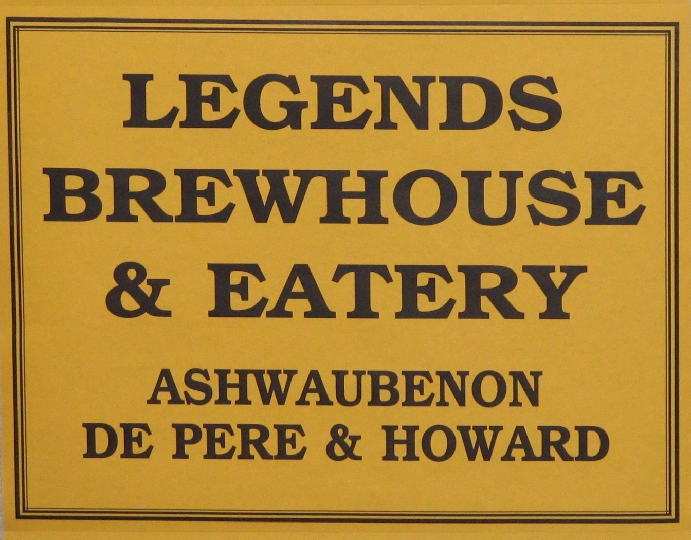 LEGENDS
BREWHOUSE
& EATERY
ASHWAUBENON
DE PERE & HOWARD